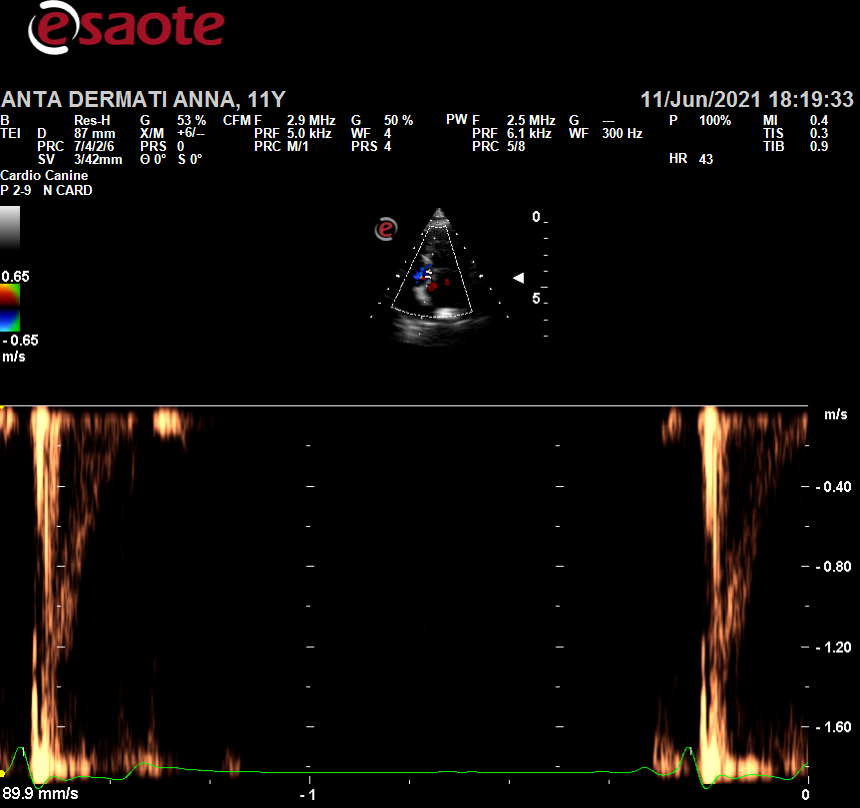 esaote
ANTA DERMATI ANNA, 11Y 11/Jun/2021 18:19:33
B Res-H G 53 % CFM F 2.9 MHz G 50 % PW F 2.5 MHz G --- P 100% MI 0.4
TEI D 87 mm X/M +6/-- PRF 5.0 kHz WF 4 PRF 6.1 kHz WF 300 Hz TIS 0.3
PRC 7/4/2/6 PRS 0 PRC M/1 PRS 4 PRC 5/8 TIB 0.9
SV 3/42mm Θ 0° S 0° HR 43
Cardio Canine
P 2-9 N CARD
e
0
0.65
5
- 0.65
m/s
m/s
- 0.40
- 0.80
- 1.20
- 1.60
89.9 mm/s -1 0